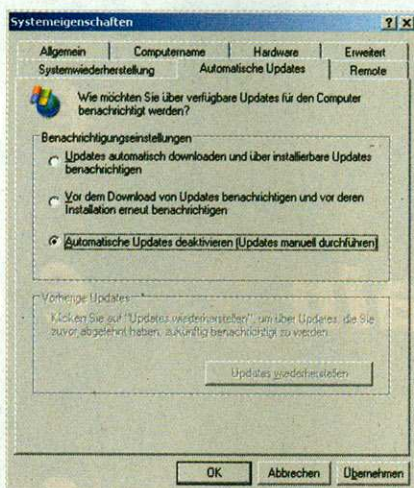 Systemeigenschaften
Allgemein Computername Hardware Erweitert
Systemwiederherstellung Automatische Updates Remote
Wie möchten Sie über verfügbare Updates für den Computer
benachrichtigt werden?
Benachrichtigungseinstellungen
Updates automatisch downloaden und über installierbare Updates
benachrichtigen
Vor dem Download von Updates benachrichtigen und vor deren
Installation erneut benachrichtigen
Automatische Updates deaktivieren (Updates manuell durchführen)
Vorherige Updates
Klicken Sie auf "Updates wiederherstellen", um über Updates, die Sie
zuvor abgelehnt haben, zukünftig benachrichtigt zu werden.
Updates wiederherstellen
OK Abbrechen Übernehmen